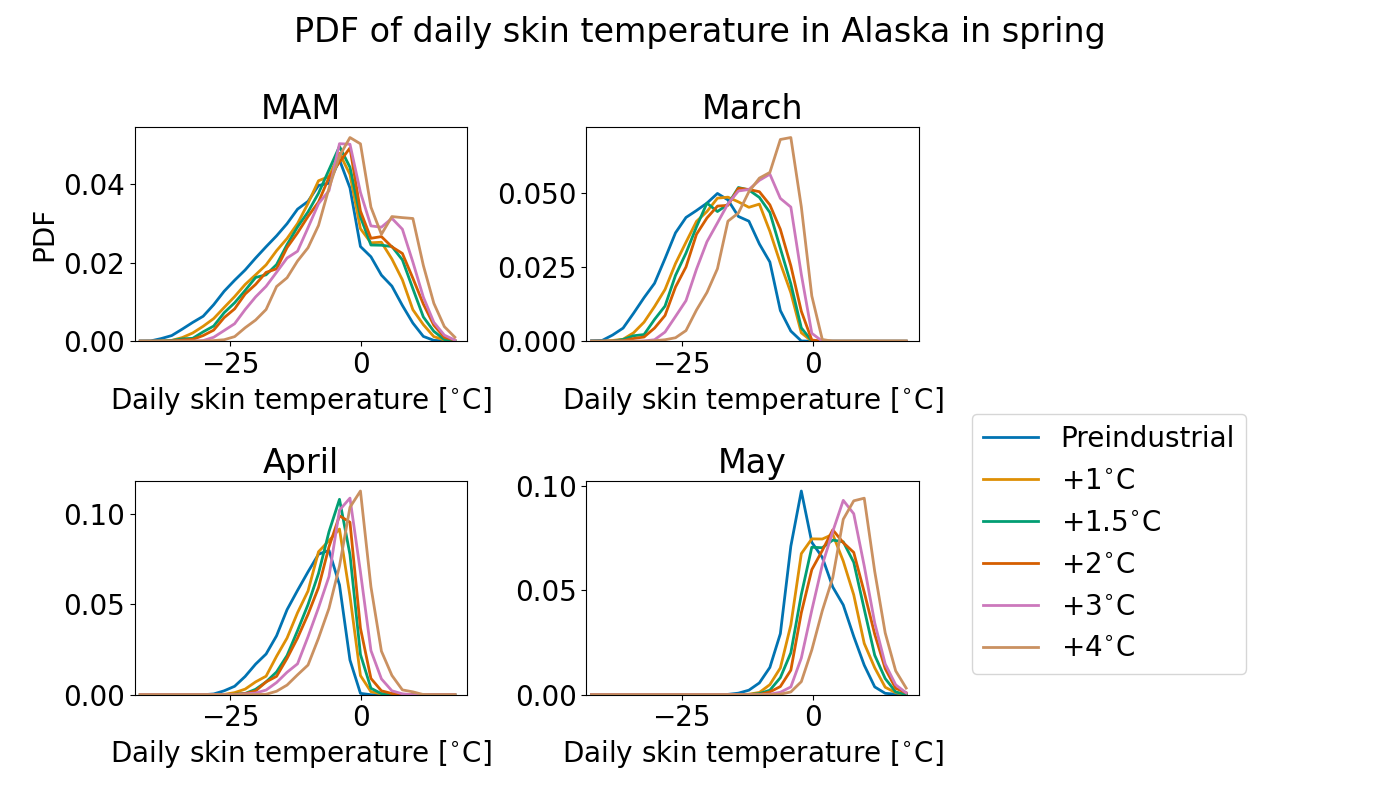 PDF of daily skin temperature in Alaska in spring
MAM
March
PDF
0.04
0.02
0.00
−25
0
Daily skin temperature [°C]
0.050
0.025
0.000
−25
0
Daily skin temperature [°C]
April
May
0.10
0.05
0.00
−25
0
Daily skin temperature [°C]
0.10
0.05
0.00
−25
0
Daily skin temperature [°C]
Preindustrial
+1°C
+1.5°C
+2°C
+3°C
+4°C